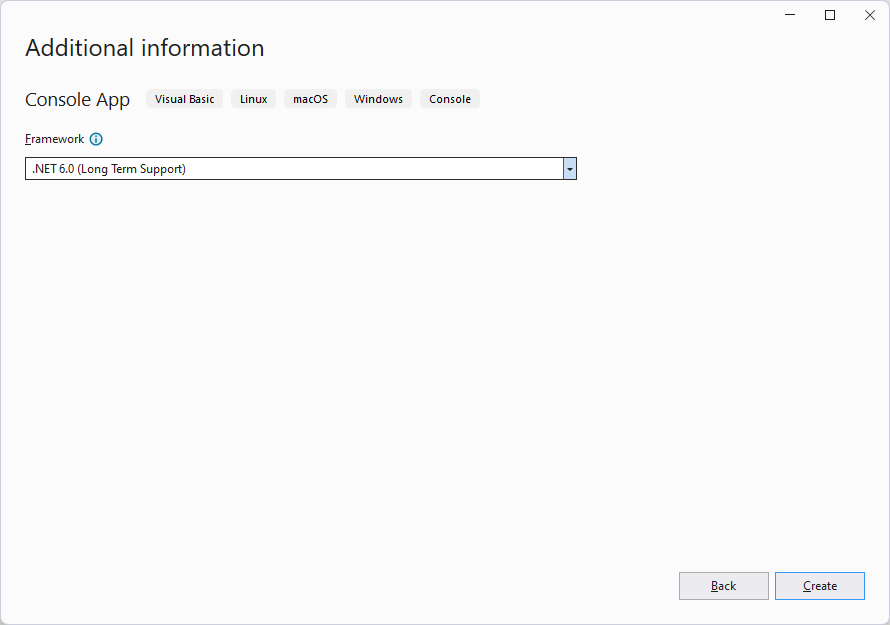 Additional information
Console App Visual Basic Linux macOS Windows Console
Framework
.NET 6.0 (Long Term Support)
Back Create